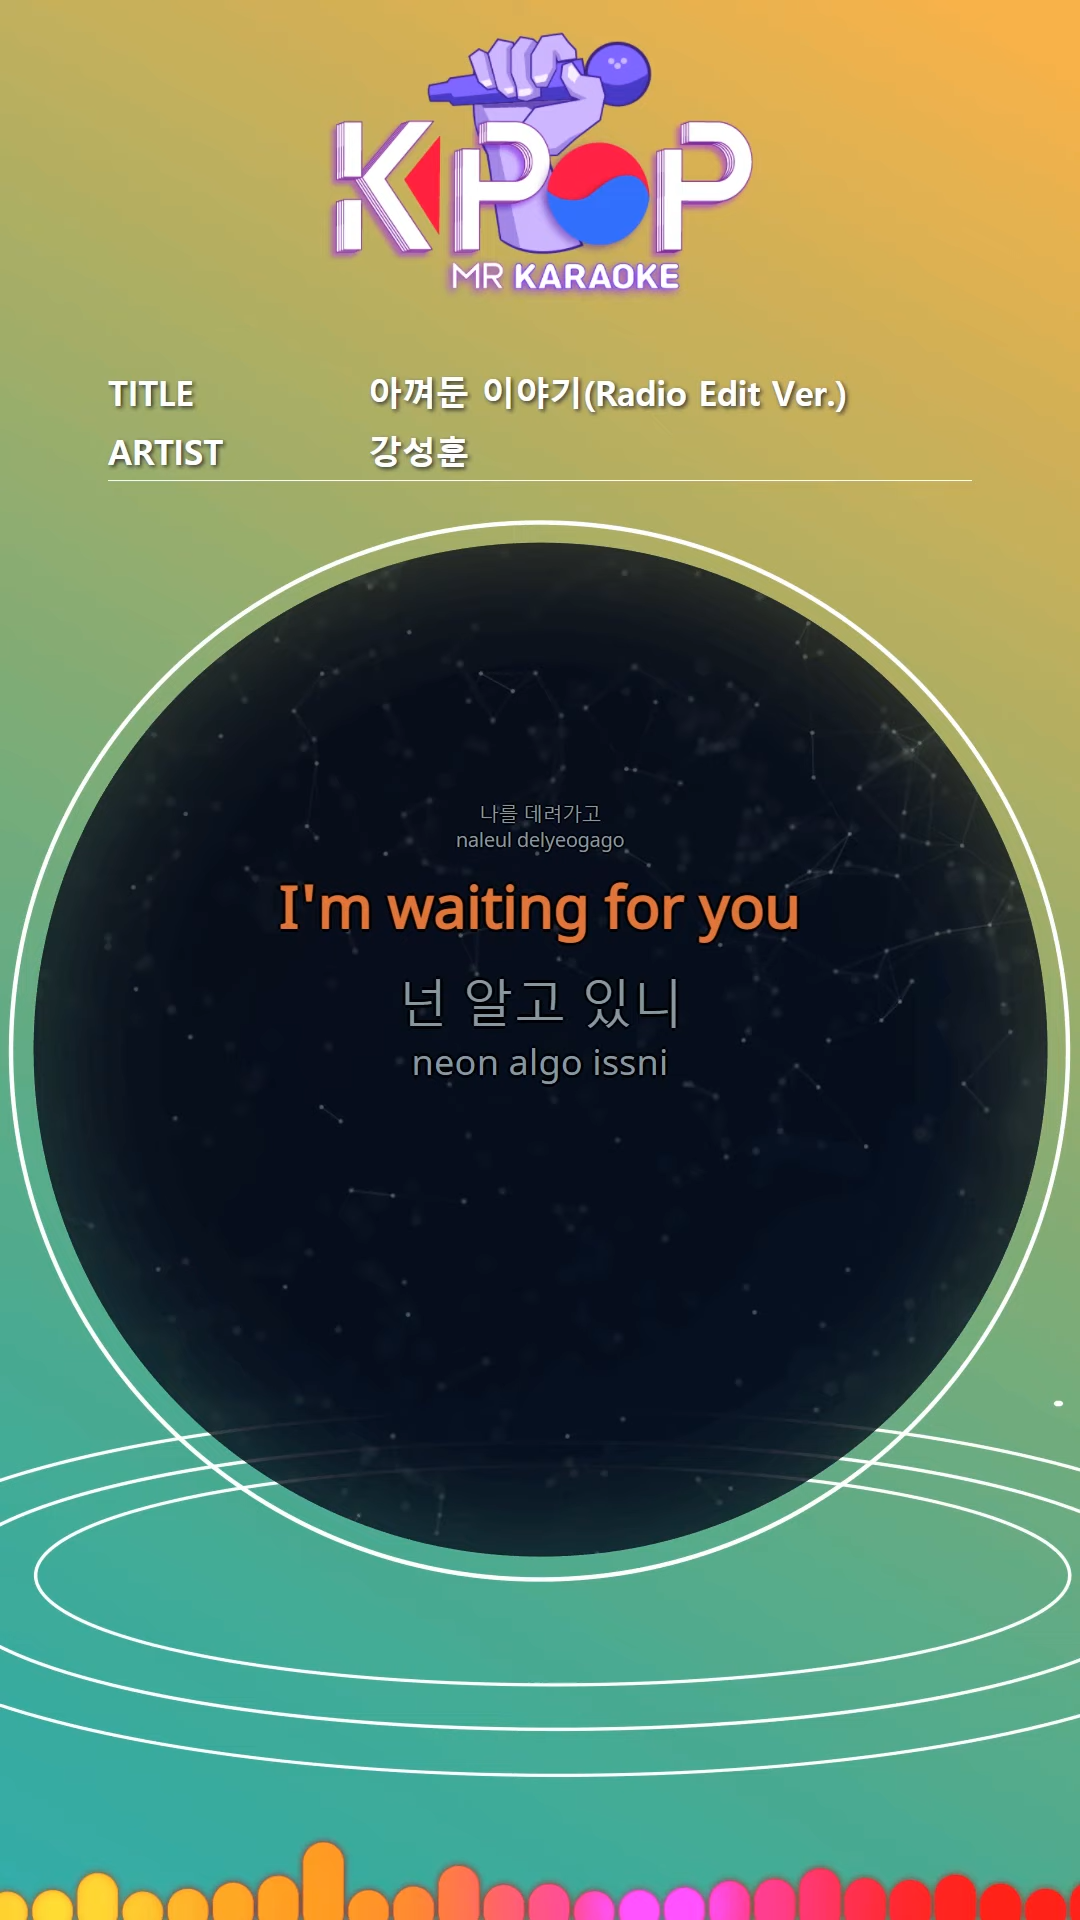 KPOP
MR KARAOKE
TITLE 아껴둔 이야기(Radio Edit Ver.)
ARTIST 강성훈
나를 데려가고
naleul delyeogago
I'm waiting for you
넌 알고 있니
neon algo issni